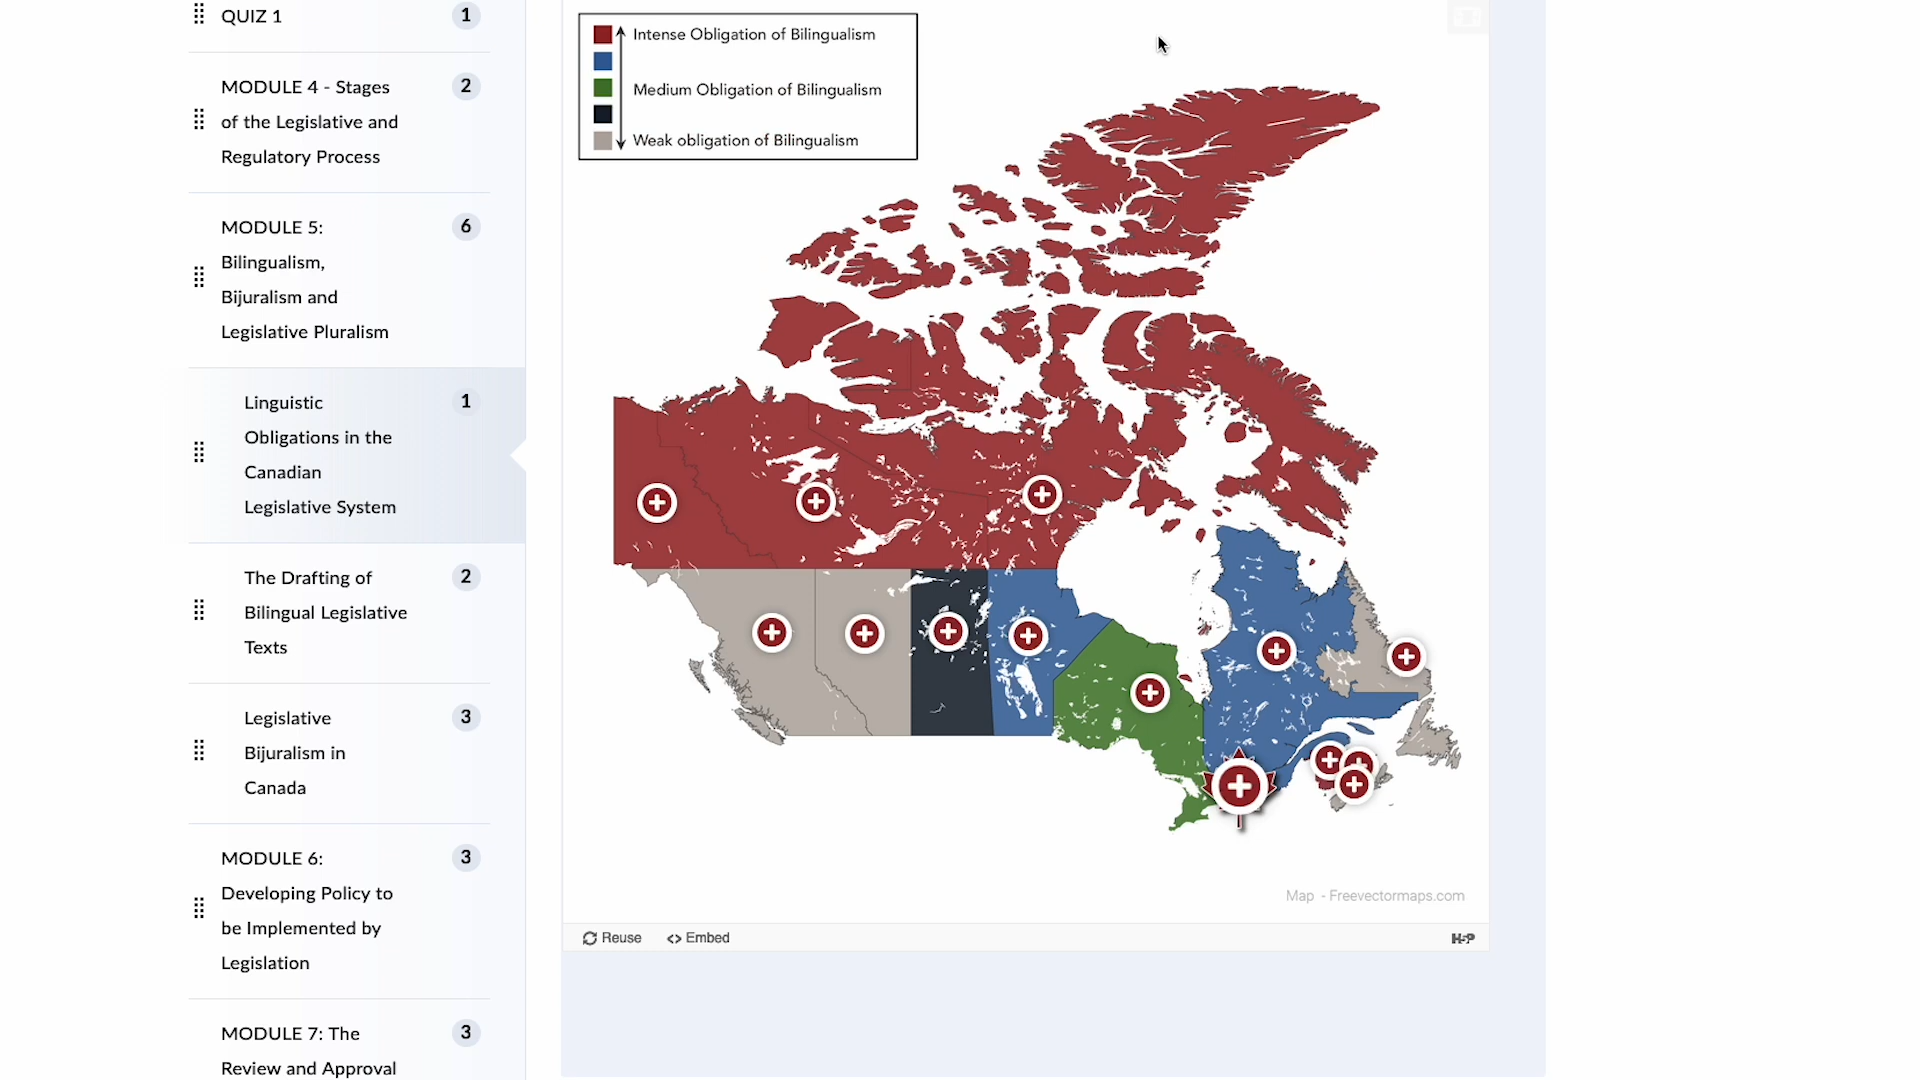 QUIZ 1
1
MODULE 4 - Stages
of the Legislative and
Regulatory Process
2
MODULE 5:
Bilingualism,
Bijuralism and
Legislative Pluralism
6
Linguistic
Obligations in the
Canadian
Legislative System
1
The Drafting of
Bilingual Legislative
Texts
2
Legislative
Bijuralism in
Canada
3
MODULE 6:
Developing Policy to
be Implemented by
Legislation
3
MODULE 7: The
Review and Approval
3
Intense Obligation of Bilingualism
Medium Obligation of Bilingualism
Weak obligation of Bilingualism
Map - Freevectormaps.com
Reuse
<> Embed
H5P